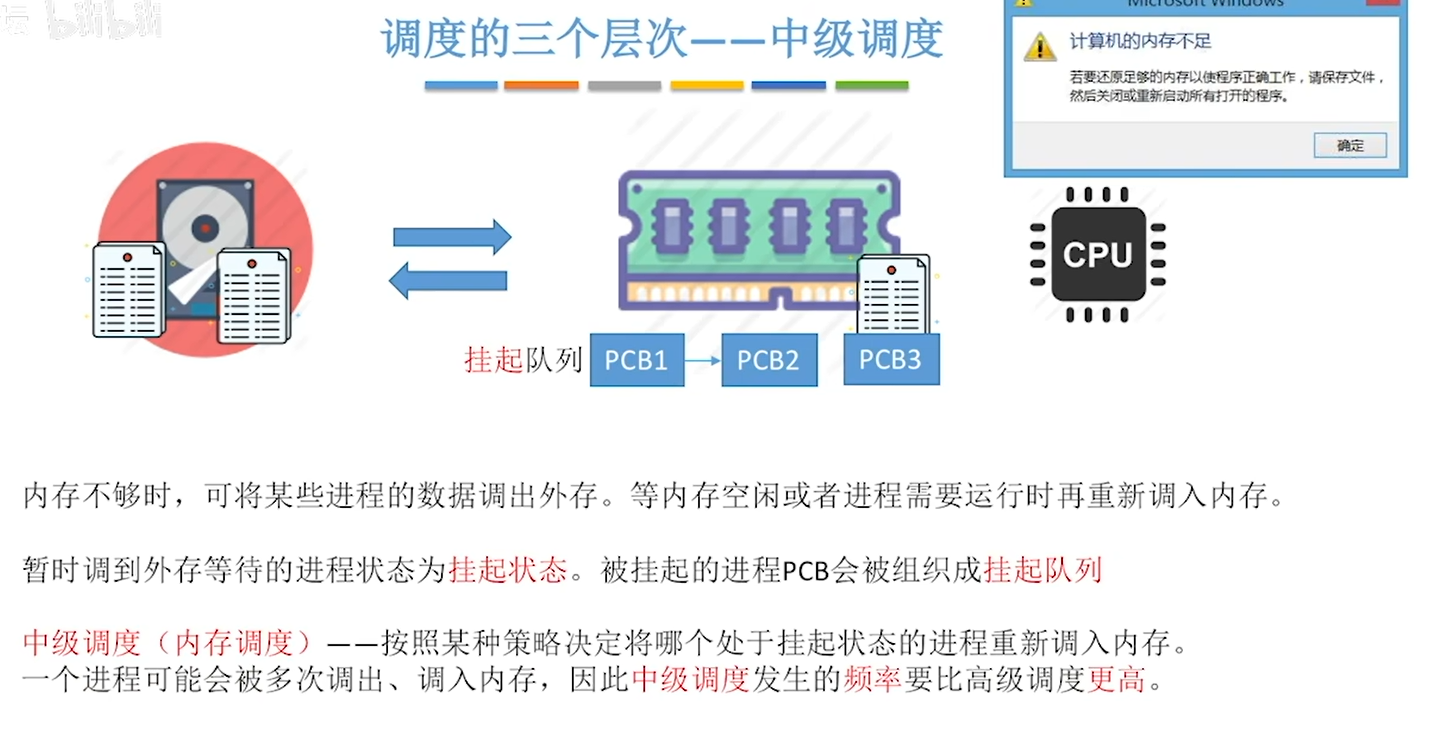 bilibili
调度的三个层次——中级调度
Microsoft Windows
计算机的内存不足
若要还原足够的内存以使程序正确工作，请保存文件，
然后关闭或重新启动所有打开的程序。
确定
CPU
挂起队列 PCB1 PCB2 PCB3
内存不够时，可将某些进程的数据调出外存。等内存空闲或者进程需要运行时再重新调入内存。
暂时调到外存等待的进程状态为挂起状态。被挂起的进程PCB会被组织成挂起队列
中级调度（内存调度）——按照某种策略决定将哪个处于挂起状态的进程重新调入内存。
一个进程可能会被多次调出、调入内存，因此中级调度发生的频率要比高级调度更高。